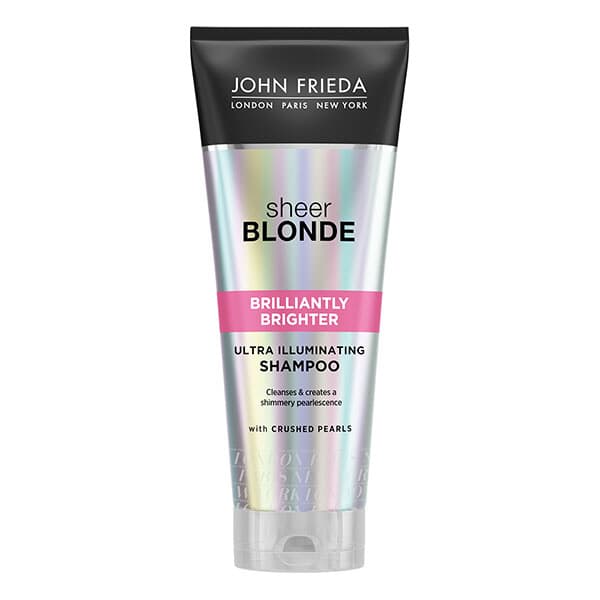 JOHN FRIEDA
LONDON PARIS NEW YORK
sheer
BLONDE
BRILLIANTLY
BRIGHTER
ULTRA ILLUMINATING
SHAMPOO
Cleanses & creates a
shimmery pearlescence
with CRUSHED PEARLS